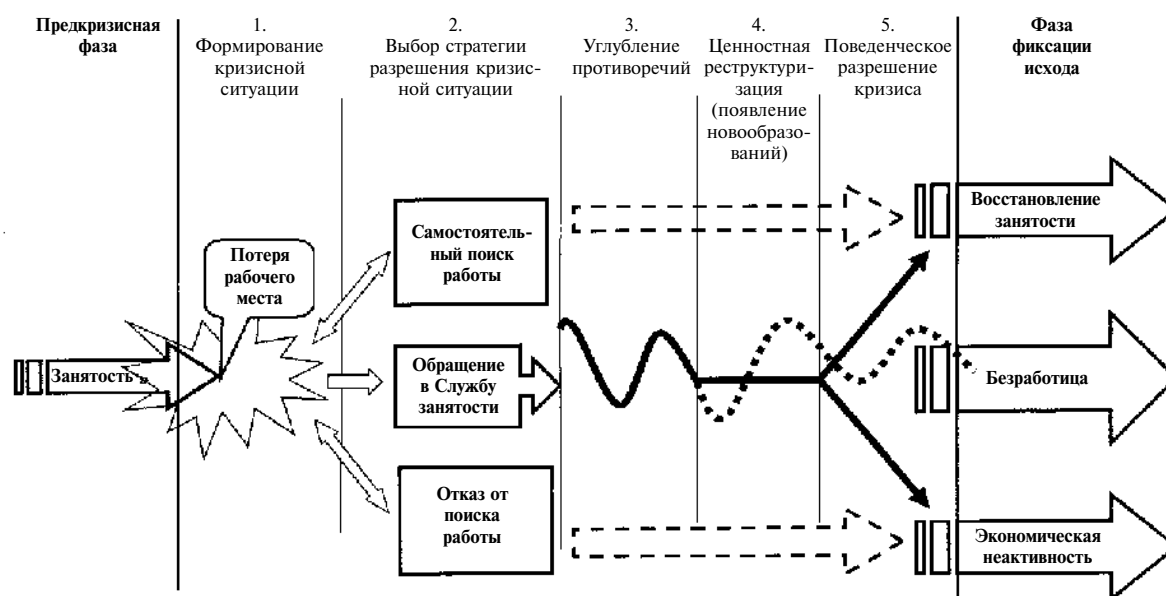 Предкризисная
фаза
1.
Формирование
кризисной
ситуации
2.
Выбор стратегии
разрешения кризис-
ной ситуации
3.
Углубление
противоречий
4.
Ценностная
реструктури-
зация
(появление
новообразо-
ваний)
5.
Поведенческое
разрешение
кризиса
Фаза
фиксации
исхода
Занятость
Потеря
рабочего
места
Самостоятель-
ный поиск
работы
Обращение
в Службу
занятости
Отказ от
поиска
работы
Восстановление
занятости
Безработица
Экономическая
неактивность